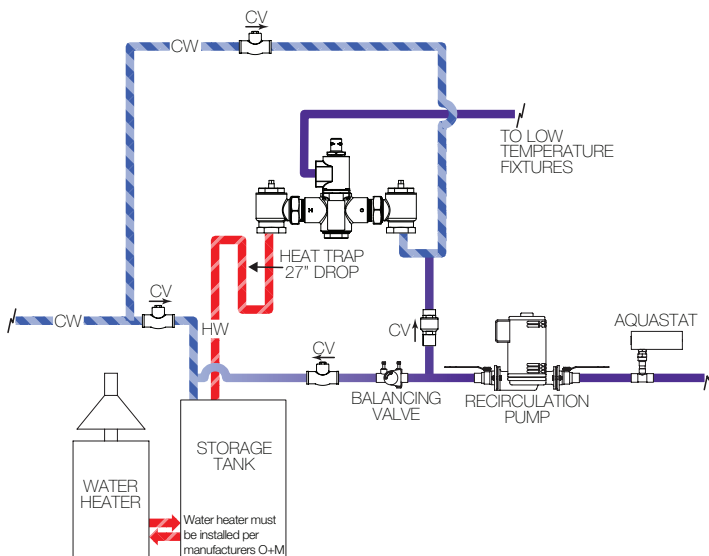 CV
CW
TO LOW
TEMPERATURE
FIXTURES
H
C
HEAT TRAP
27" DROP
CV
CW
HW
CV
AQUASTAT
CV
BALANCING
VALVE
RECIRCULATION
PUMP
STORAGE
TANK
WATER
HEATER
Water heater must
be installed per
manufacturers O+M